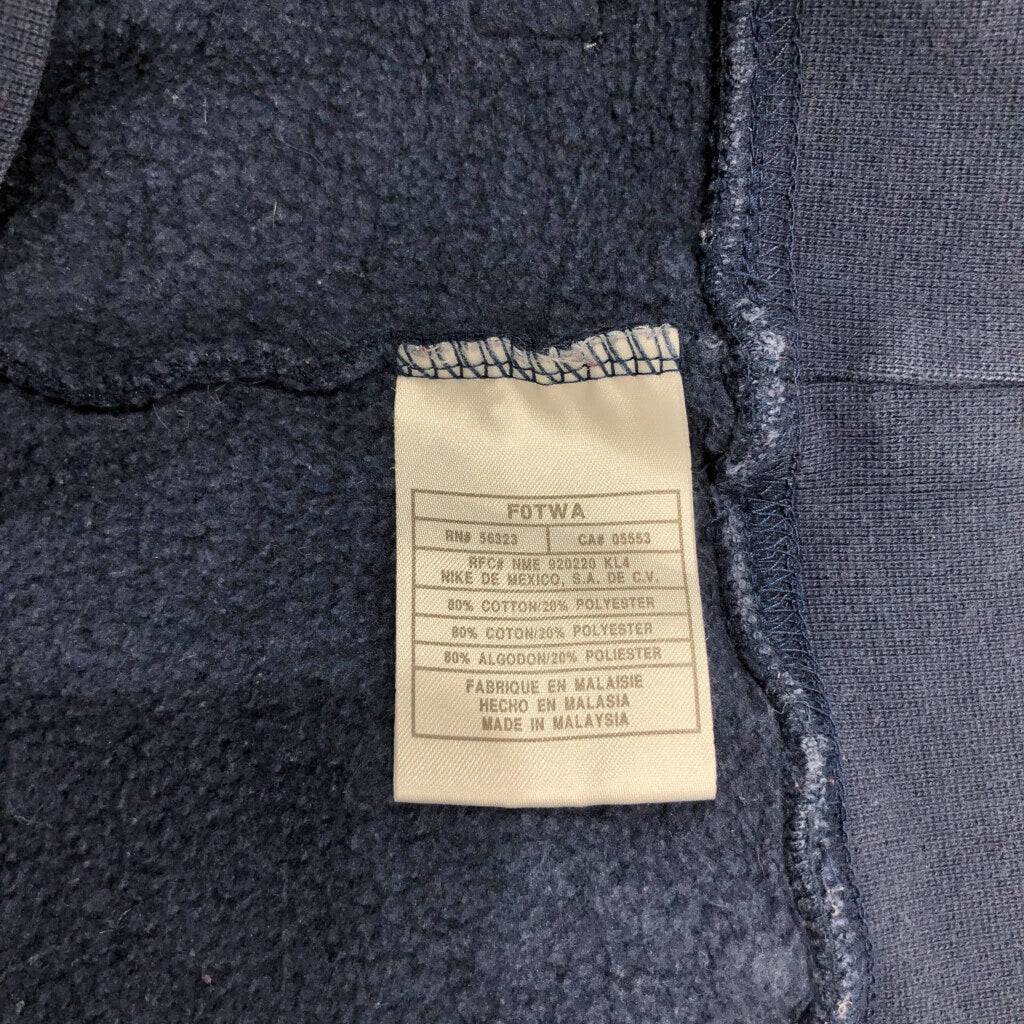 F0TWA
RN# 56323 CA# 05553
RFC# NME 920220 KL4
NIKE DE MEXICO, S.A. DE C.V.
80% COTTON/20% POLYESTER
80% COTON/20% POLYESTER
80% ALGODON/20% POLIESTER
FABRIQUE EN MALAISIE
HECHO EN MALASIA
MADE IN MALAYSIA